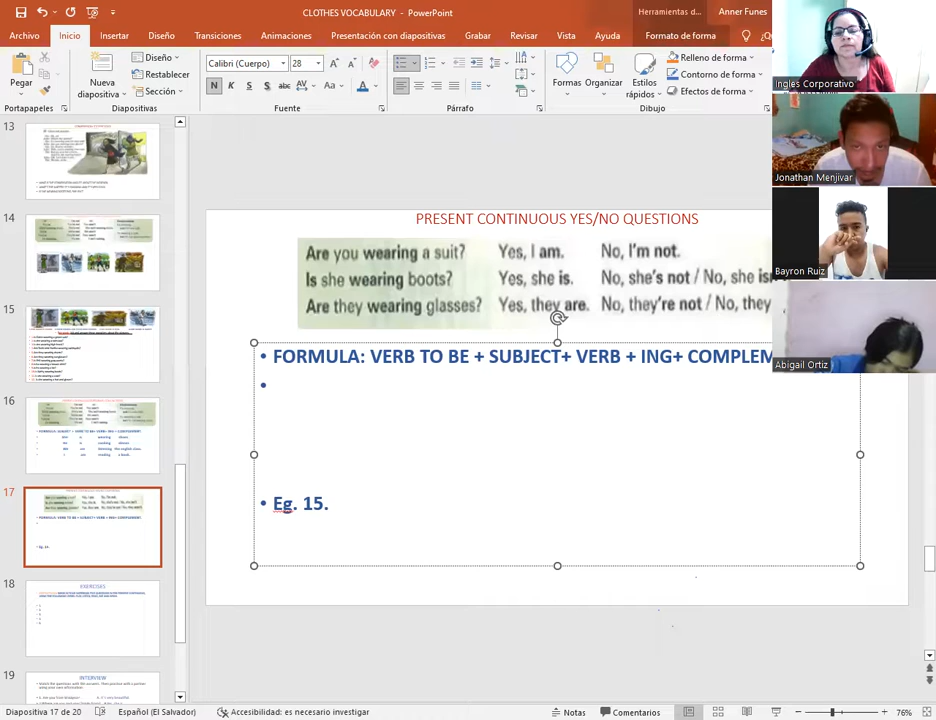 CLOTHES VOCABULARY - PowerPoint
Herramientas d...
Anner Funes
Archivo Inicio Insertar Diseño Transiciones Animaciones Presentación con diapositivas Grabar Revisar Vista Ayuda Formato de forma
Pegar
Portapapeles
Nueva diapositiva
Diseño
Restablecer
Sección
Diapositivas
Calibri (Cuerpo) 28
N K S
Aa
Fuente
Párrafo
Formas
Organizar
Estilos rápidos
Relleno de forma
Contorno de forma
Efectos de forma
Dibujo
Ingles Corporativo
Jonathan Menjivar
Bayron Ruiz
Abigail Ortiz
13
14
15
16
17
18
EXERCISES
19
INTERVIEW
PRESENT CONTINUOUS YES/NO QUESTIONS
Are you wearing a suit? Yes, I am. No, I'm not.
Is she wearing boots? Yes, she is. No, she's not / No, she isn
Are they wearing glasses? Yes, they are. No, they're not / No, they
• FORMULA: VERB TO BE + SUBJECT+ VERB + ING+ COMPLEM
•
• Eg. 15.
Diapositiva 17 de 20 Español (El Salvador) Accesibilidad: es necesario investigar Notas Comentarios 76%